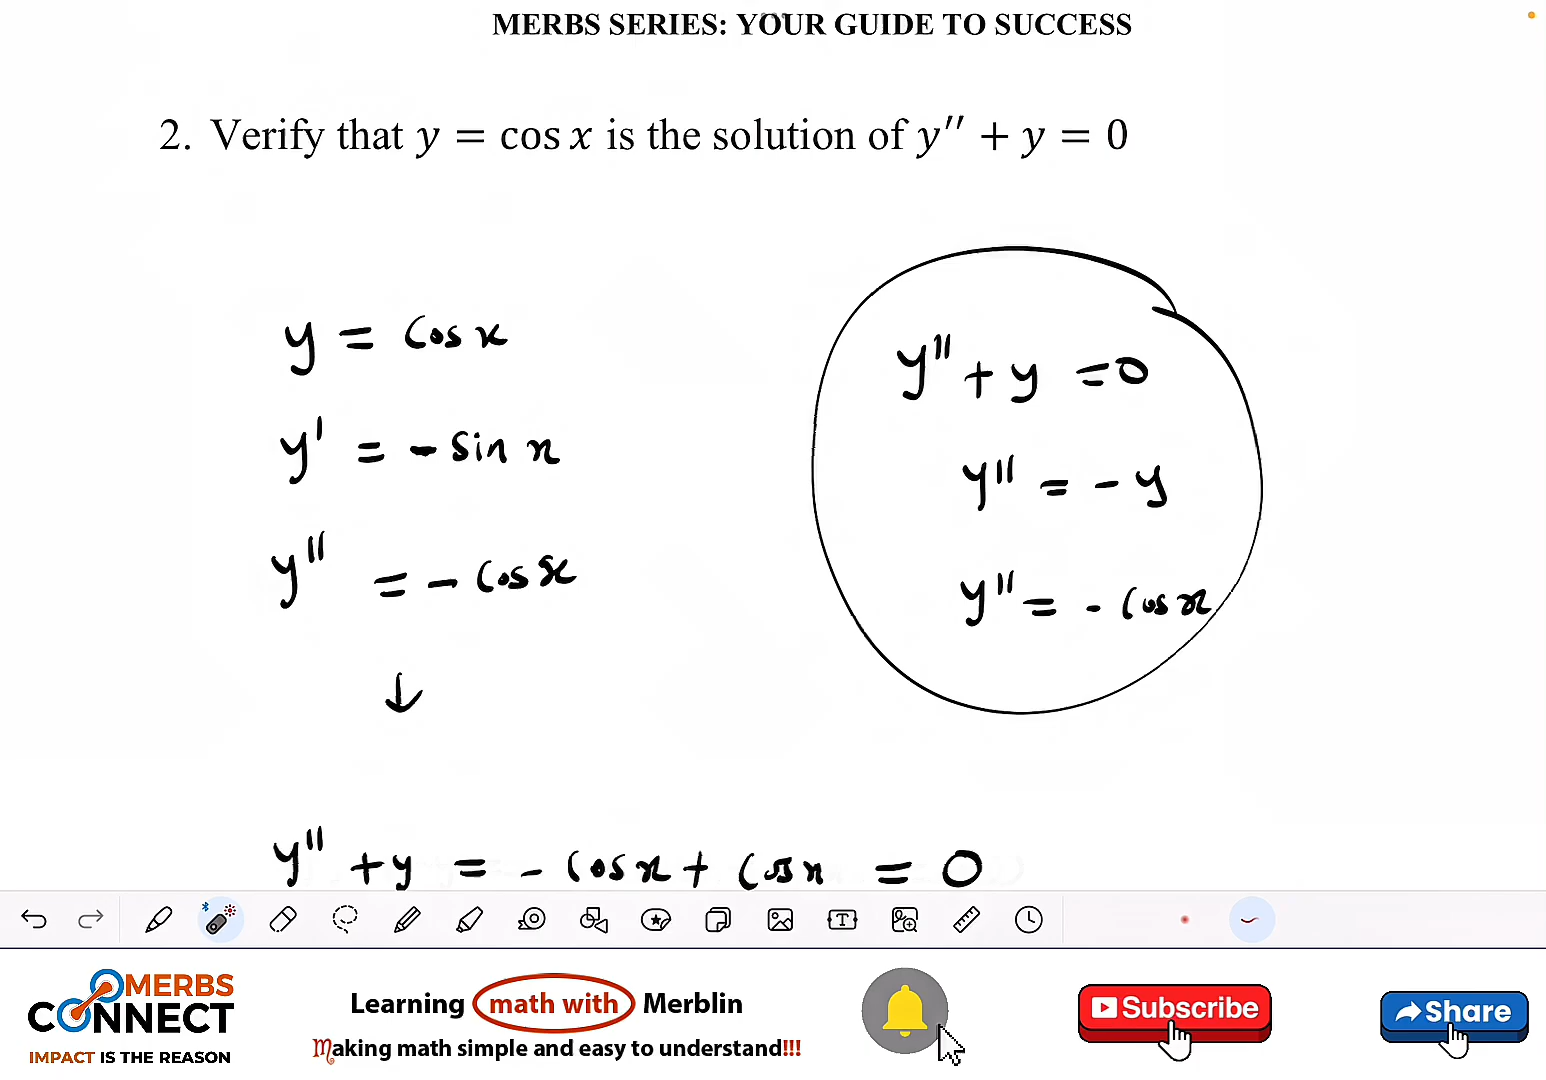 MERBS SERIES: YOUR GUIDE TO SUCCESS
2. Verify that y = cos x is the solution of y″ + y = 0
y = cos x
y' = - sin x
y" = - cos x
↓
y" + y = 0
y" = - y
y" = - cos x
y" + y = - cos x + cos x = 0
T
MERBS
CONNECT
IMPACT IS THE REASON
Learning math with Merblin
Making math simple and easy to understand!!!
Subscribe
Share